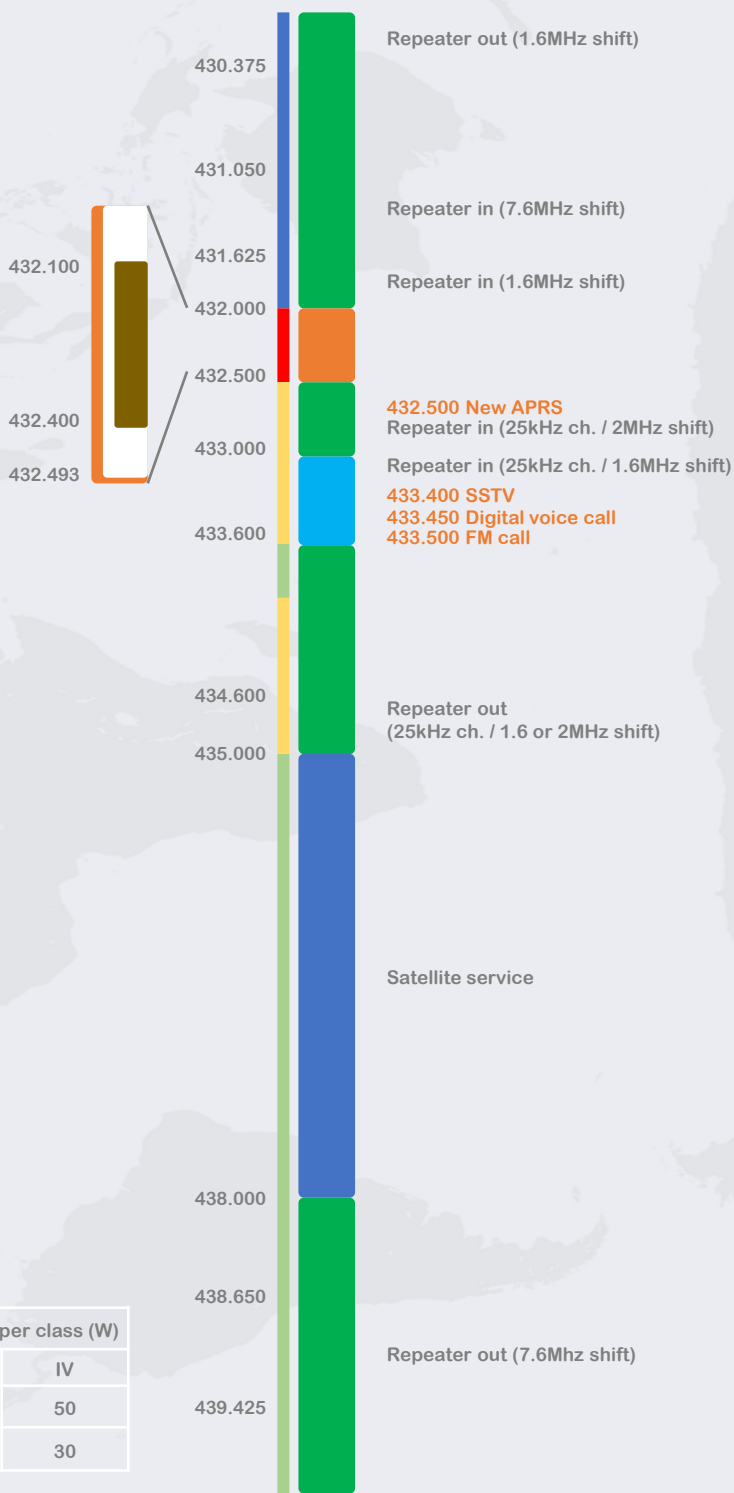 Repeater out (1.6MHz shift)
430.375
431.050
Repeater in (7.6MHz shift)
431.625
432.100
Repeater in (1.6MHz shift)
432.000
432.500
432.500 New APRS
432.400
Repeater in (25kHz ch. / 2MHz shift)
433.000
Repeater in (25kHz ch. / 1.6MHz shift)
432.493
433.400 SSTV
433.450 Digital voice call
433.600
433.500 FM call
434.600
Repeater out
(25kHz ch. / 1.6 or 2MHz shift)
435.000
Satellite service
438.000
438.650
per class (W)
Repeater out (7.6Mhz shift)
IV
439.425
50
30